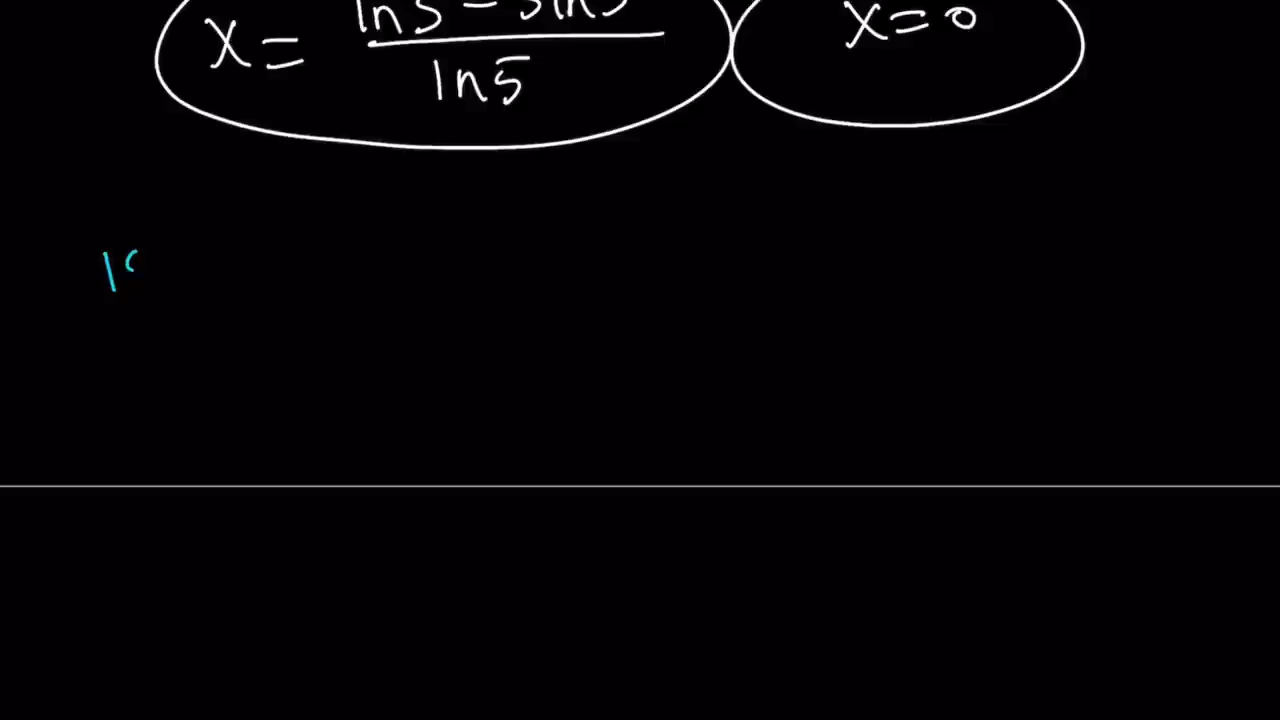 x = ln5 - 3ln3 / ln5 x=0